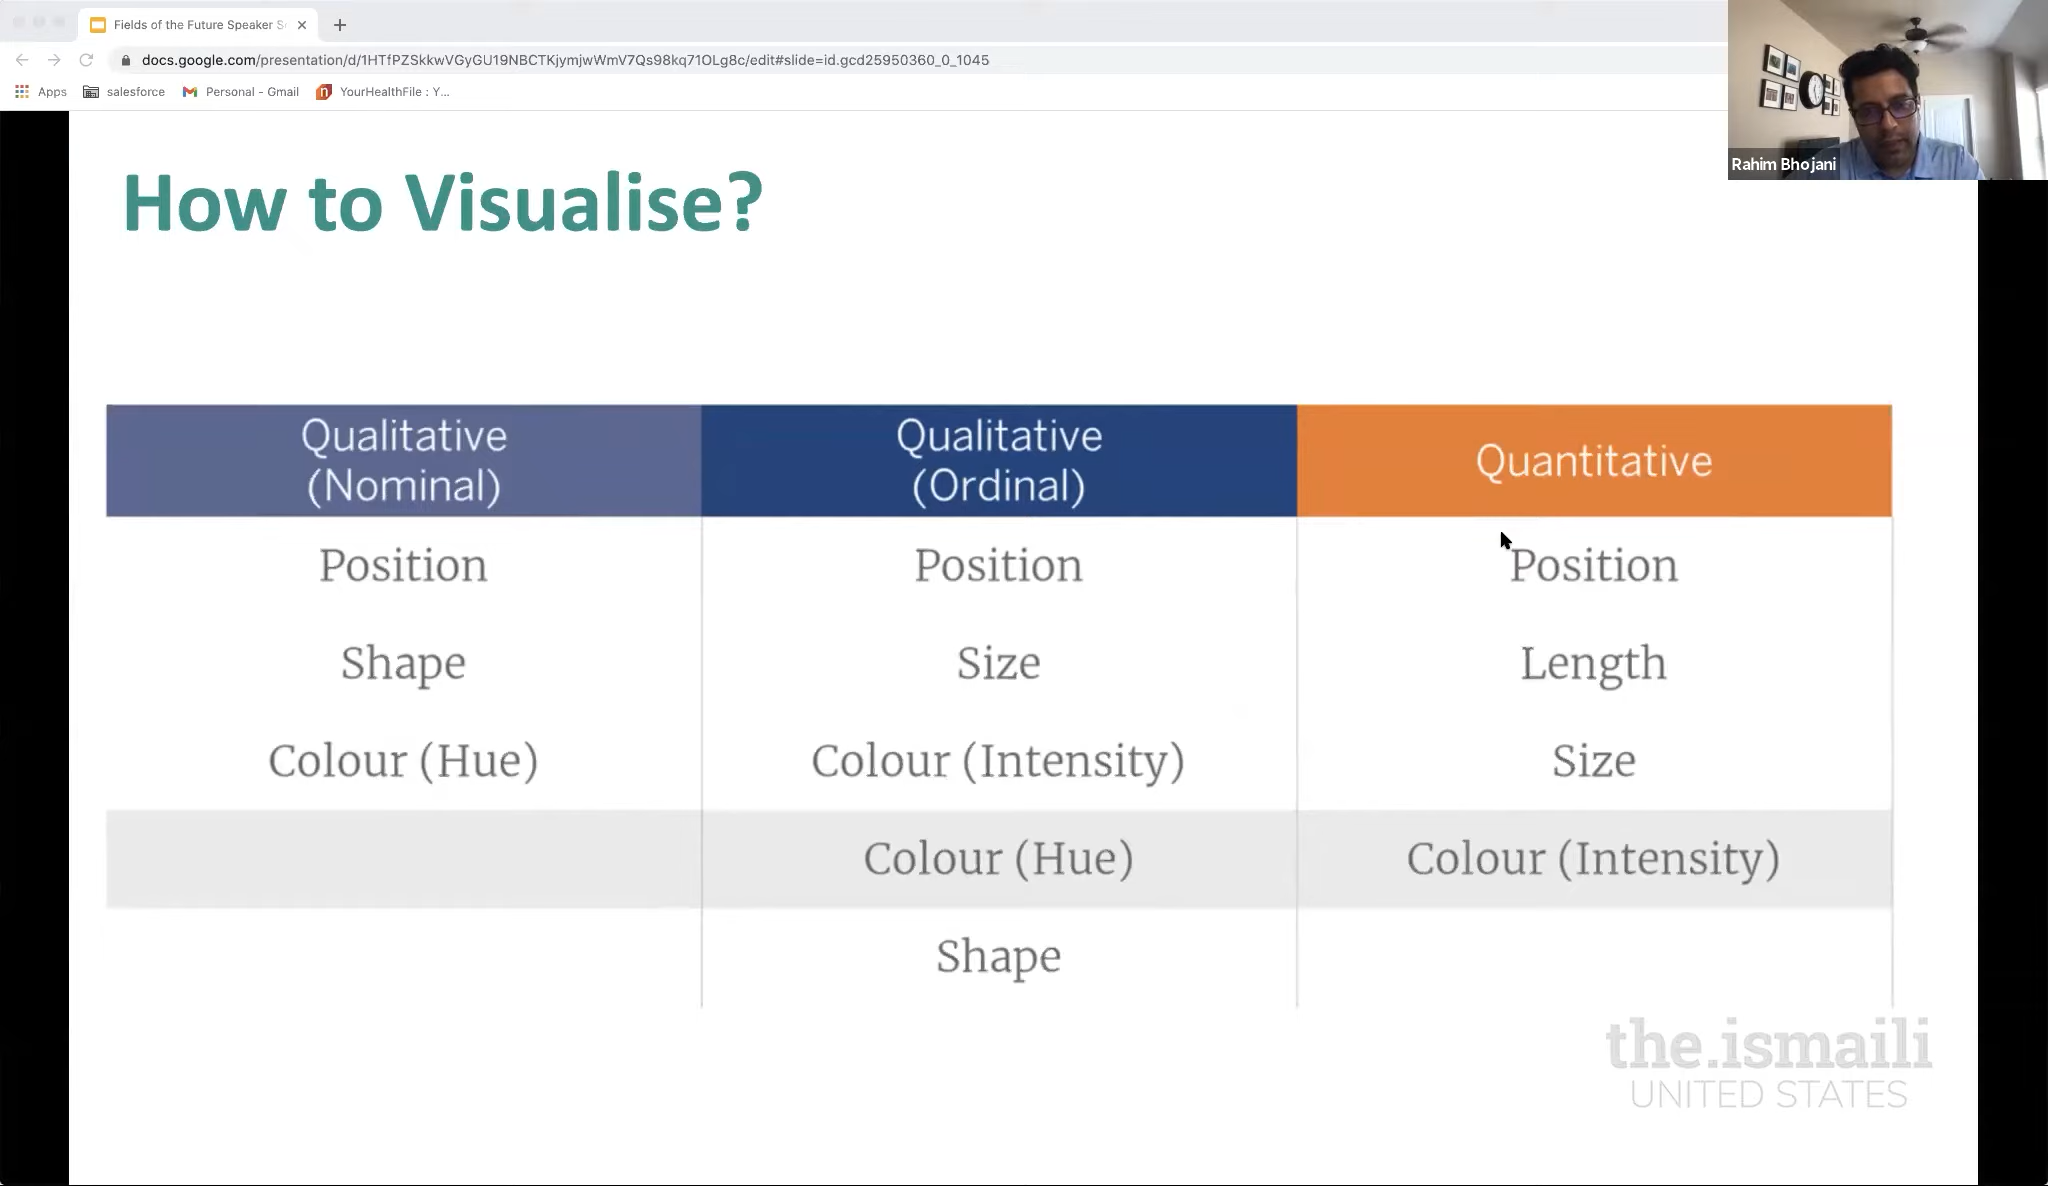 Fields of the Future Speaker S
docs.google.com/presentation/d/1HTfPZSkkwVGyGU19NBCTKjymjwWmV7Qs98kq71OLg8c/edit#slide=id.gcd25950360_0_1045
Apps salesforce Personal - Gmail YourHealthFile : Y...
Rahim Bhojani
How to Visualise?
Qualitative
(Nominal)
Qualitative
(Ordinal)
Quantitative
Position Position Position
Shape Size Length
Colour (Hue) Colour (Intensity) Size
Colour (Hue) Colour (Intensity)
Shape
the.ismaili
UNITED STATES